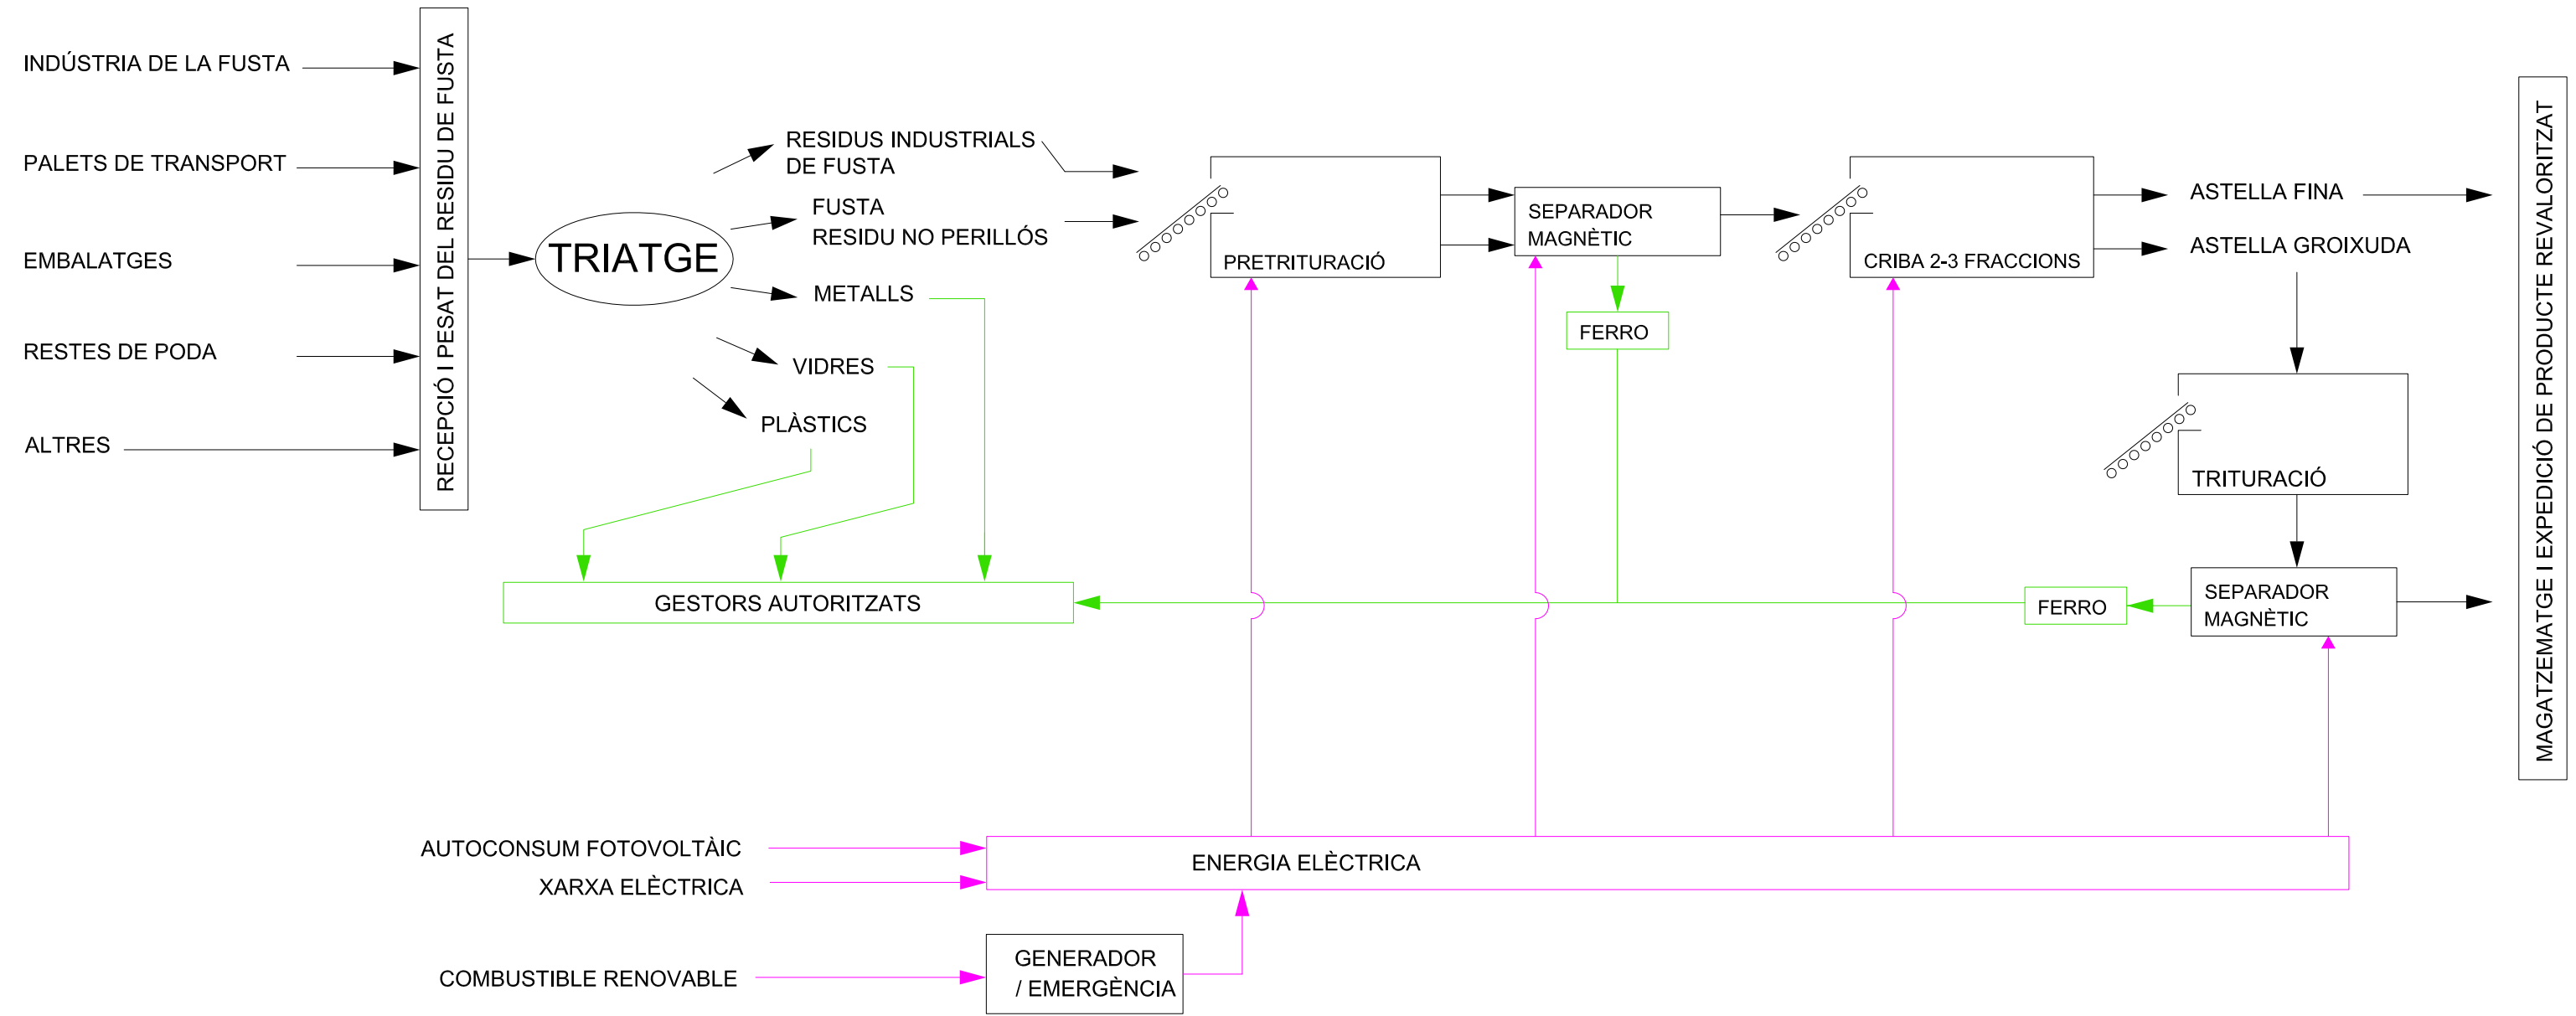 INDÚSTRIA DE LA FUSTA
PALETS DE TRANSPORT
EMBALATGES
RESTES DE PODA
ALTRES
RECEPCIÓ I PESAT DEL RESIDU DE FUSTA
TRIATGE
RESIDUS INDUSTRIALS
DE FUSTA
FUSTA
RESIDU NO PERILLÓS
METALLS
VIDRES
PLÀSTICS
GESTORS AUTORITZATS
PRETRITURACIÓ
SEPARADOR
MAGNÈTIC
FERRO
CRIBA 2-3 FRACCIONS
ASTELLA FINA
ASTELLA GROIXUDA
TRITURACIÓ
SEPARADOR
MAGNÈTIC
FERRO
MAGATZEMATGE I EXPEDICIÓ DE PRODUCTE REVALORITZAT
AUTOCONSUM FOTOVOLTÀIC
XARXA ELÈCTRICA
ENERGIA ELÈCTRICA
COMBUSTIBLE RENOVABLE
GENERADOR
/ EMERGÈNCIA